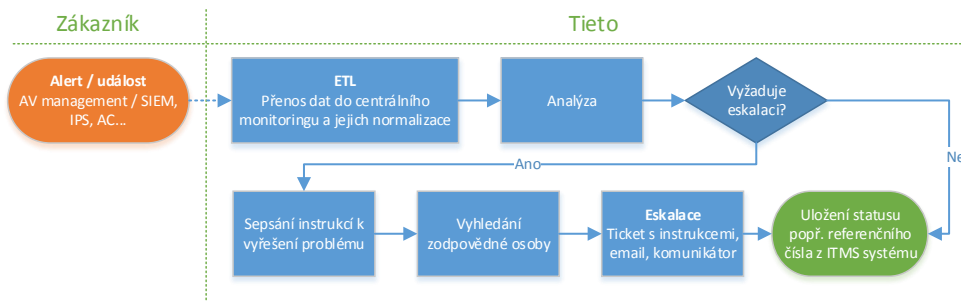 Zákazník
Tieto
Alert / událost
AV management / SIEM,
IPS, AC...
ETL
Přenos dat do centrálního
monitoringu a jejich normalizace
Analýza
Vyžaduje
eskalaci?
Ano
Ne
Sepsání instrukcí k
vyřešení problému
Vyhledání
zodpovědné osoby
Eskalace
Ticket s instrukcemi,
email, komunikátor
Uložení statusu
popř. referenčního
čísla z ITMS systému